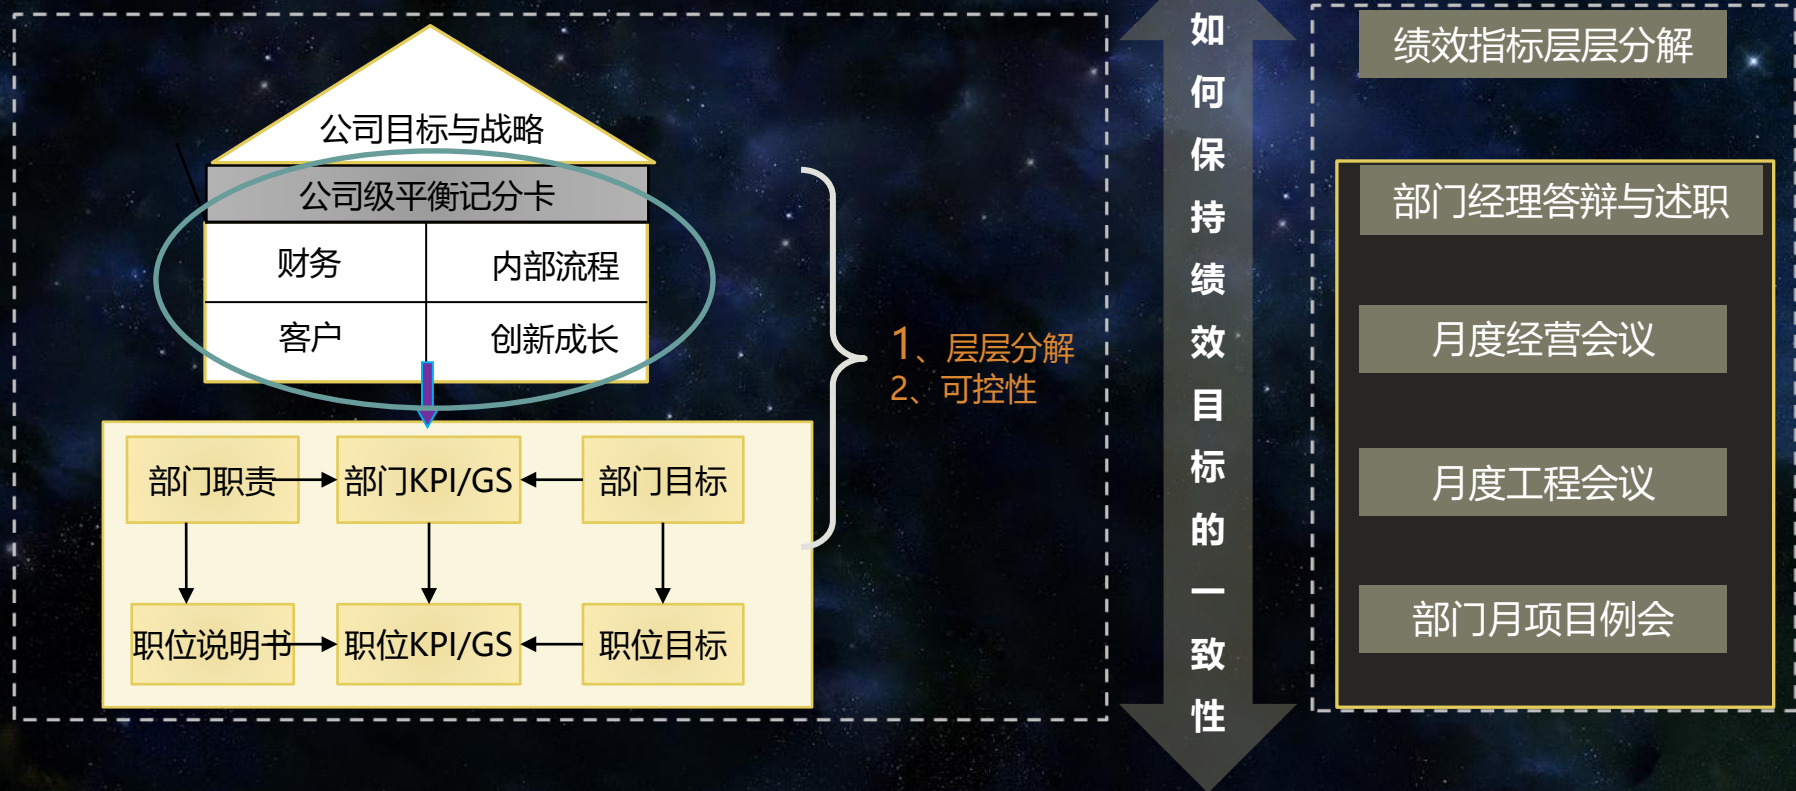 公司目标与战略
公司级平衡记分卡
财务
内部流程
客户
创新成长
部门职责
部门KPI/GS
部门目标
职位说明书
职位KPI/GS
职位目标
1、层层分解
2、可控性
如何保持绩效目标的一致性
绩效指标层层分解
部门经理答辩与述职
月度经营会议
月度工程会议
部门月项目例会